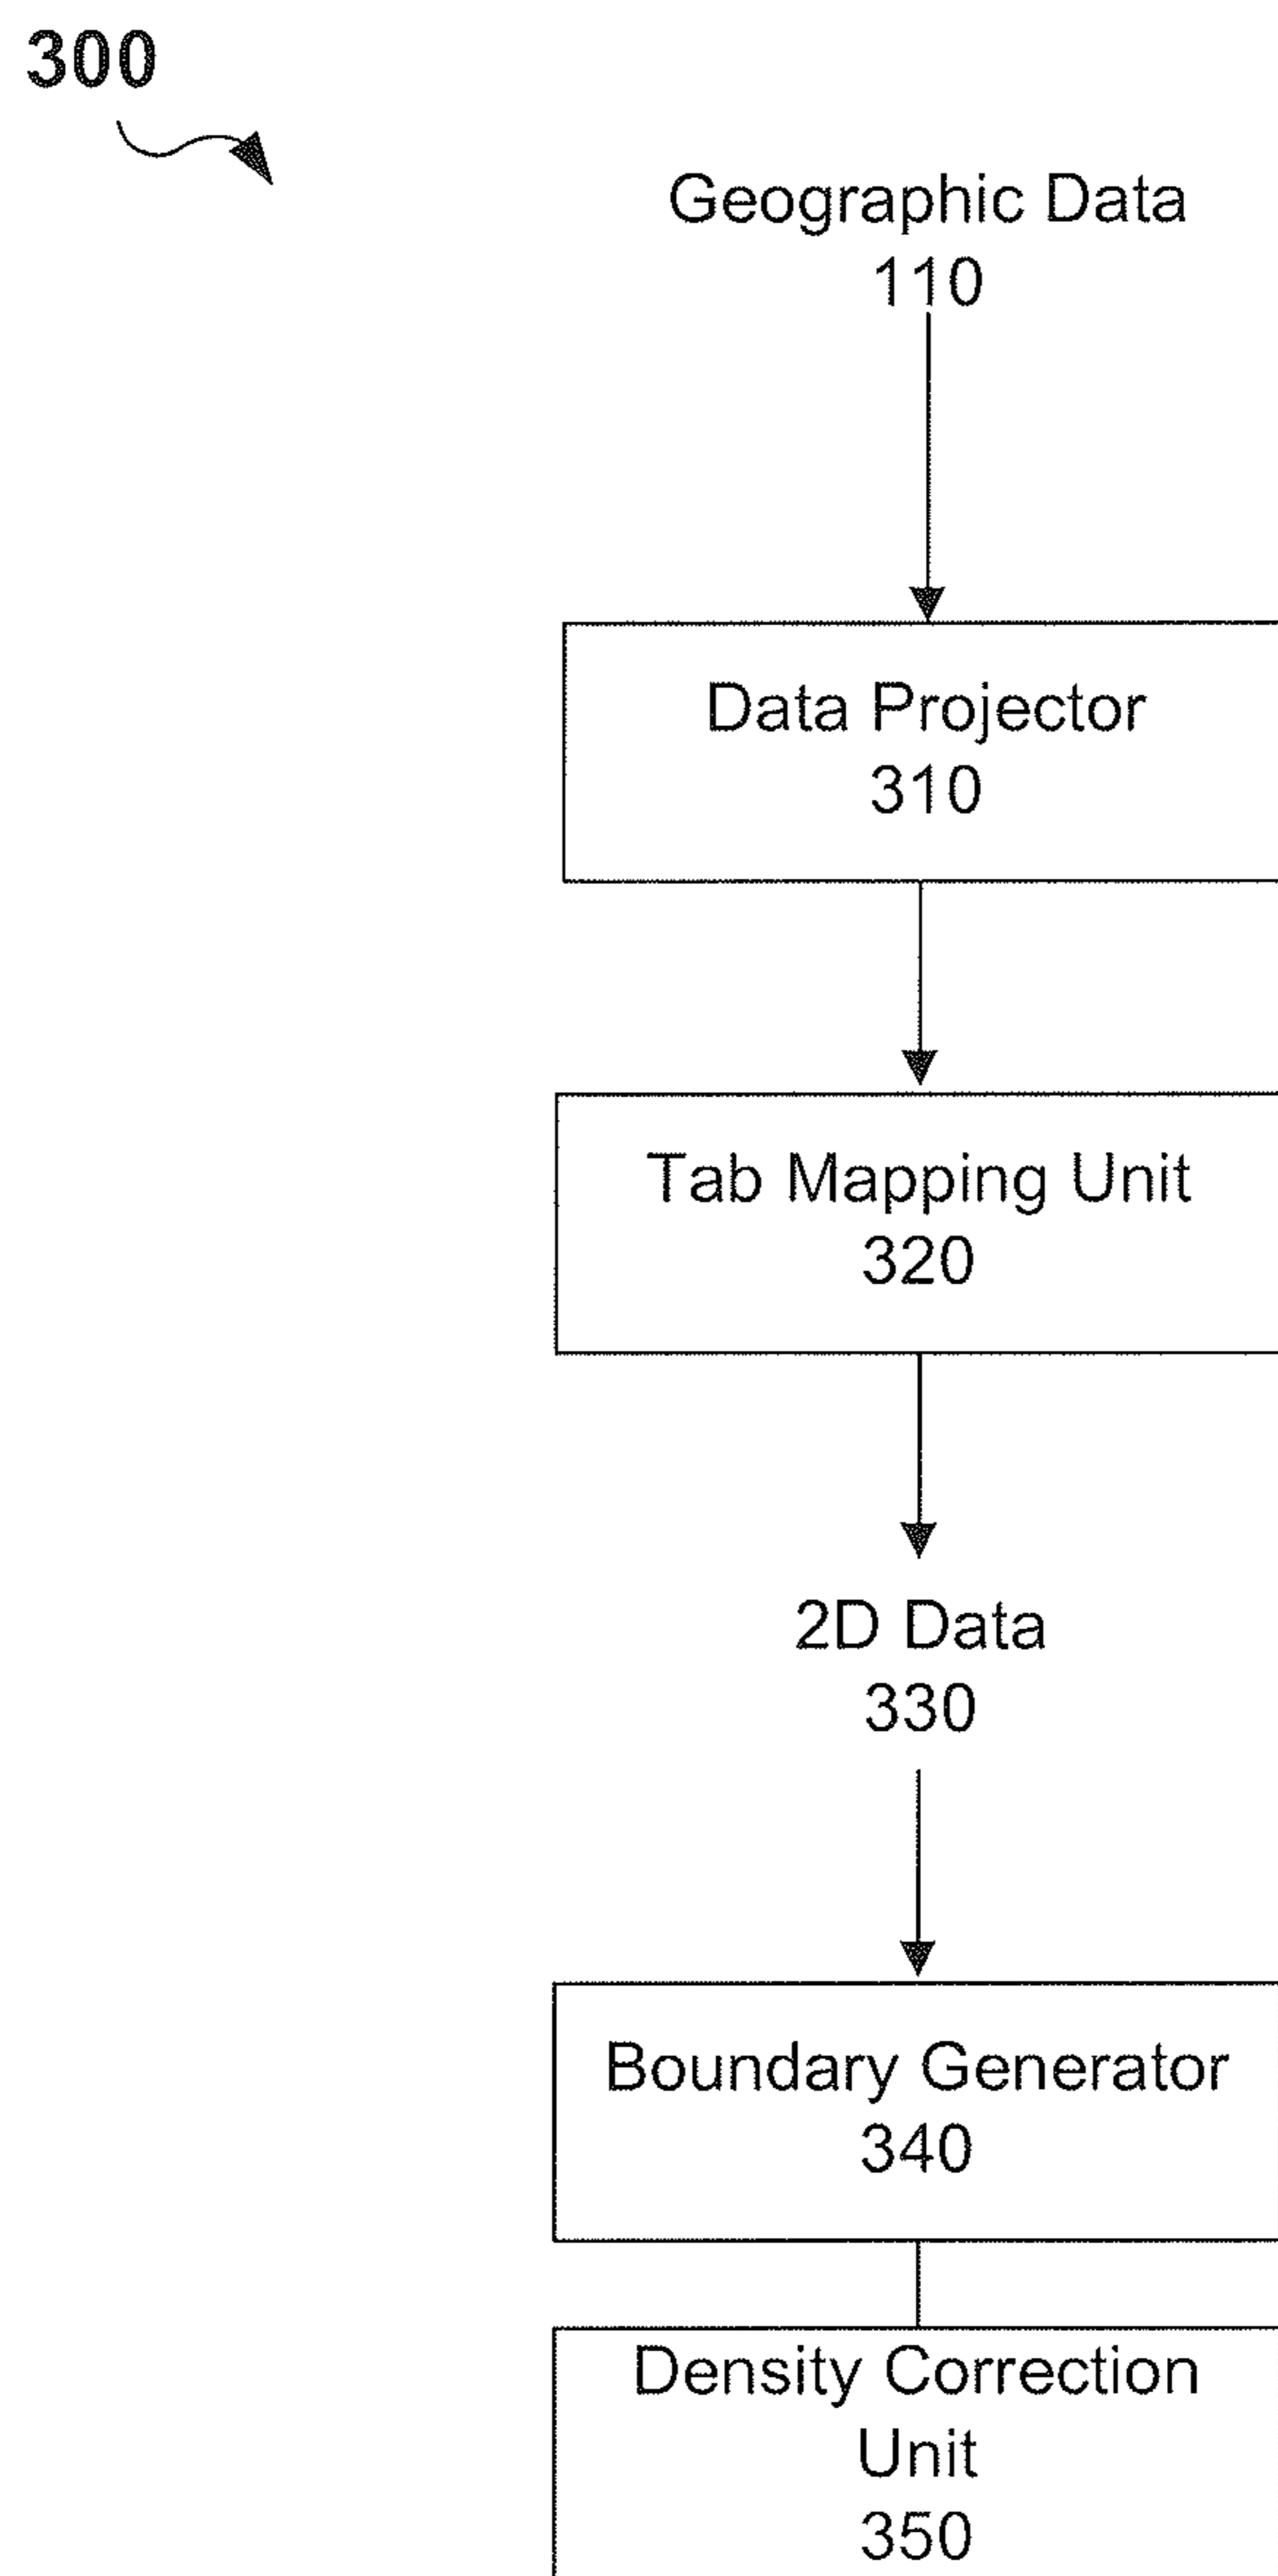 300
Geographic Data
110
Data Projector
310
Tab Mapping Unit
320
2D Data
330
Boundary Generator
340
Density Correction
Unit
350